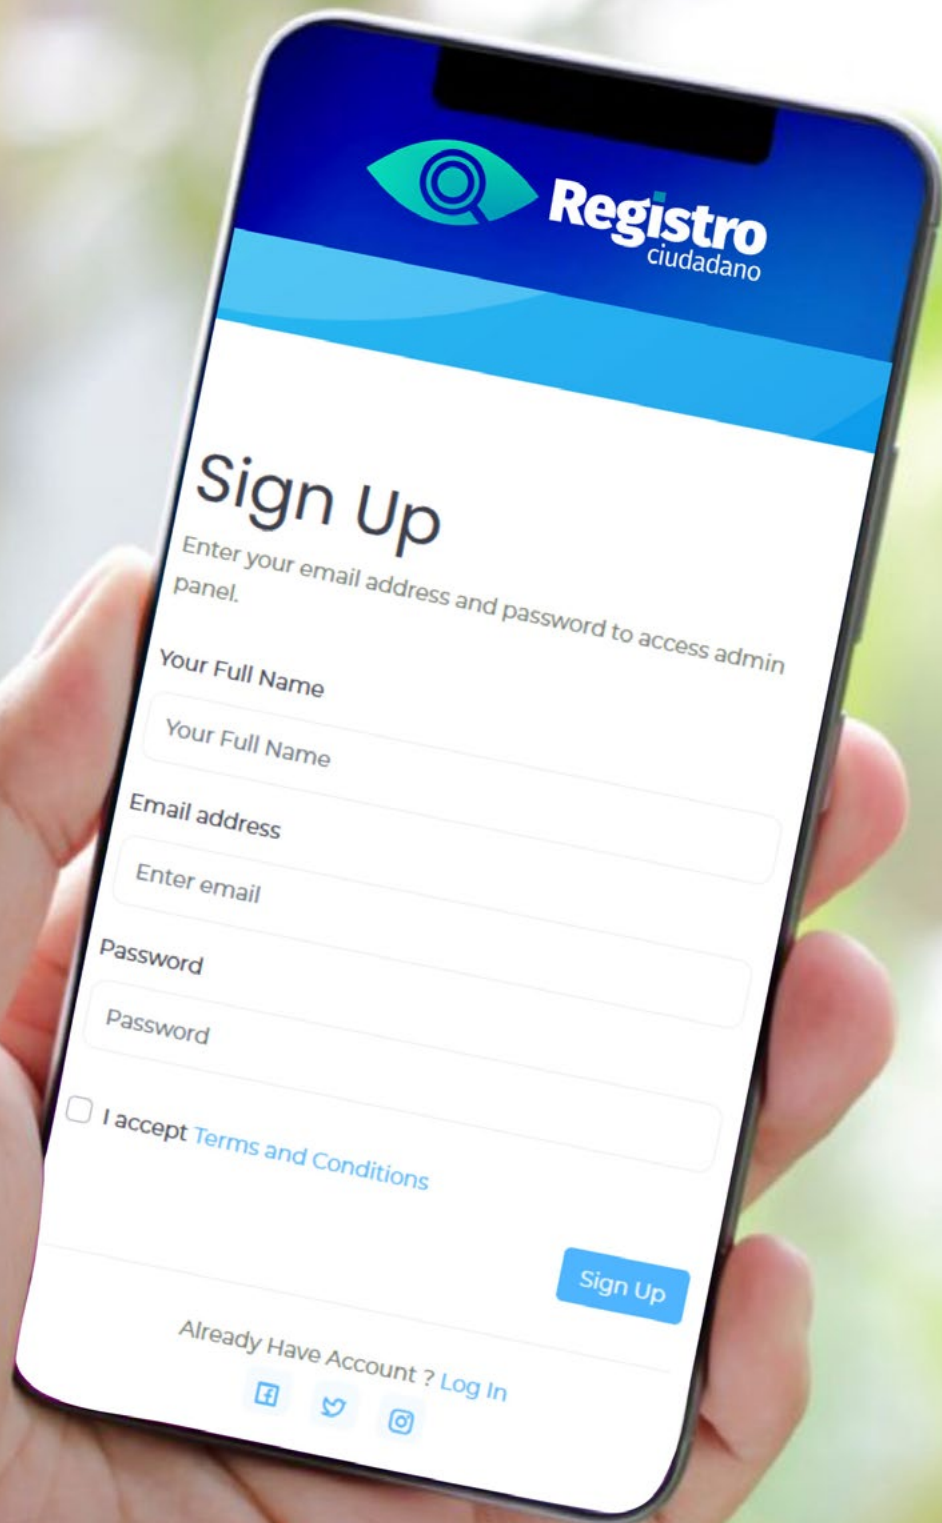 Registro
ciudadano
Sign Up
Enter your email address and password to access admin
panel.
Your Full Name
Your Full Name
Email address
Enter email
Password
Password
I accept Terms and Conditions
Sign Up
Already Have Account ? Log In